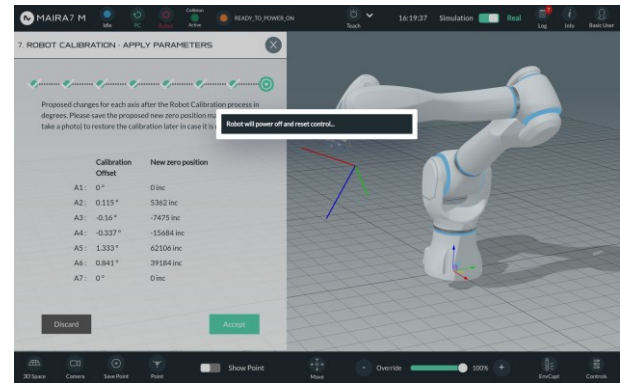 MAIRA7 M
Idle
PC
Robot
Collision
Active
READY_TO_POWER_ON
Teach
16:19:37
Simulation
Real
Log
Info
Basic User
7. ROBOT CALIBRATION - APPLY PARAMETERS
Proposed changes for each axis after the Robot Calibration process in
degrees. Please save the proposed new zero position ma
take a photo) to restore the calibration later in case it is
Robot will power off and reset control...
Calibration Offset New zero position
A1: 0° 0 inc
A2: 0.115° 5362 inc
A3: -0.16° -7475 inc
A4: -0.337° -15684 inc
A5: 1.333° 62106 inc
A6: 0.841° 39184 inc
A7: 0° 0 inc
Discard
Accept
3D Space
Camera
Save Point
Point
Show Point
Move
- Override 100% +
EnvCapt
Controls